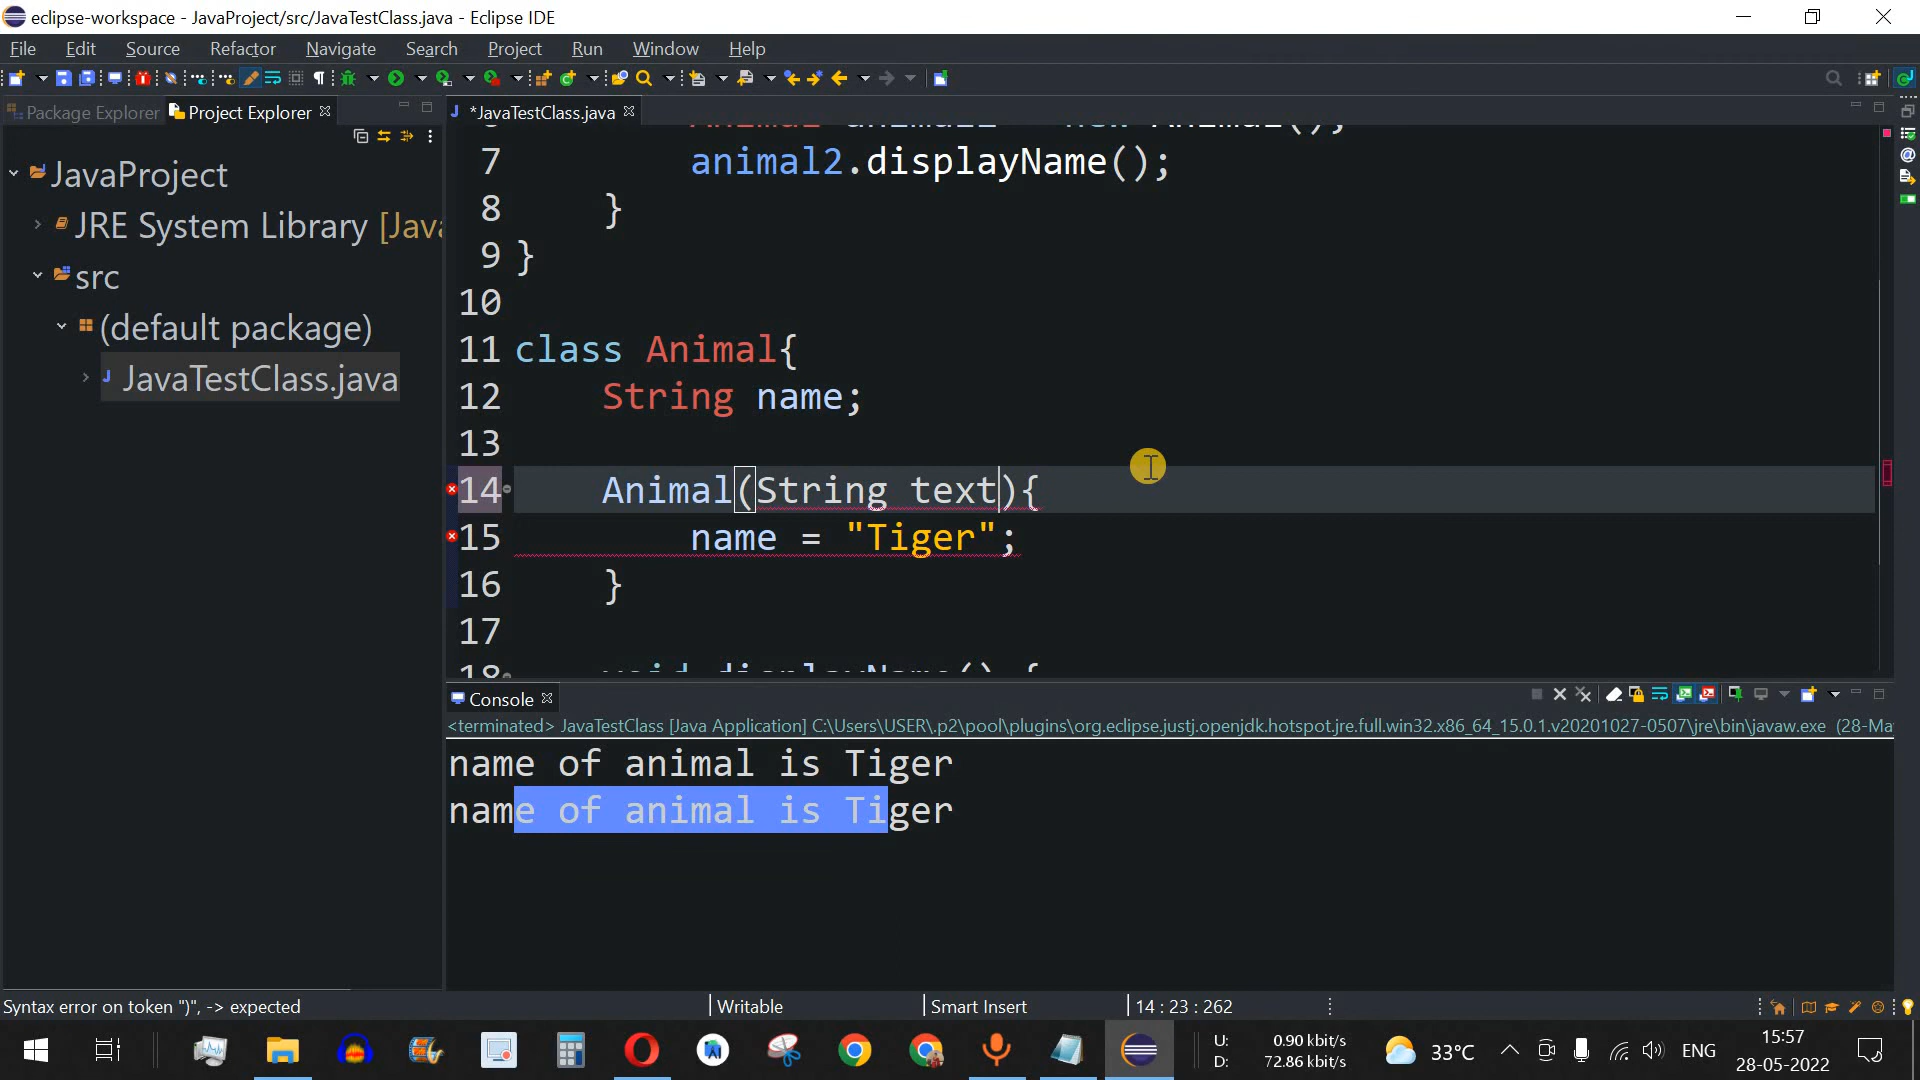 eclipse-workspace - JavaProject/src/JavaTestClass.java - Eclipse IDE
File Edit Source Refactor Navigate Search Project Run Window Help
Package Explorer Project Explorer
*JavaTestClass.java
JavaProject
JRE System Library [Java
src
(default package)
JavaTestClass.java
7 animal2.displayName();
8 }
9 }
10
11 class Animal{
12 String name;
13
14 Animal(String text){
15 name = "Tiger";
16 }
17
18 void displayName() {
Console
<terminated> JavaTestClass [Java Application] C:\Users\USER\.p2\pool\plugins\org.eclipse.justj.openjdk.hotspot.jre.full.win32.x86_64_15.0.1.v20201027-0507\jre\bin\javaw.exe (28-Ma
name of animal is Tiger
name of animal is Tiger
Syntax error on token ")", -> expected
Writable
Smart Insert
14 : 23 : 262
U: 0.90 kbit/s
D: 72.86 kbit/s
33°C
ENG
15:57
28-05-2022